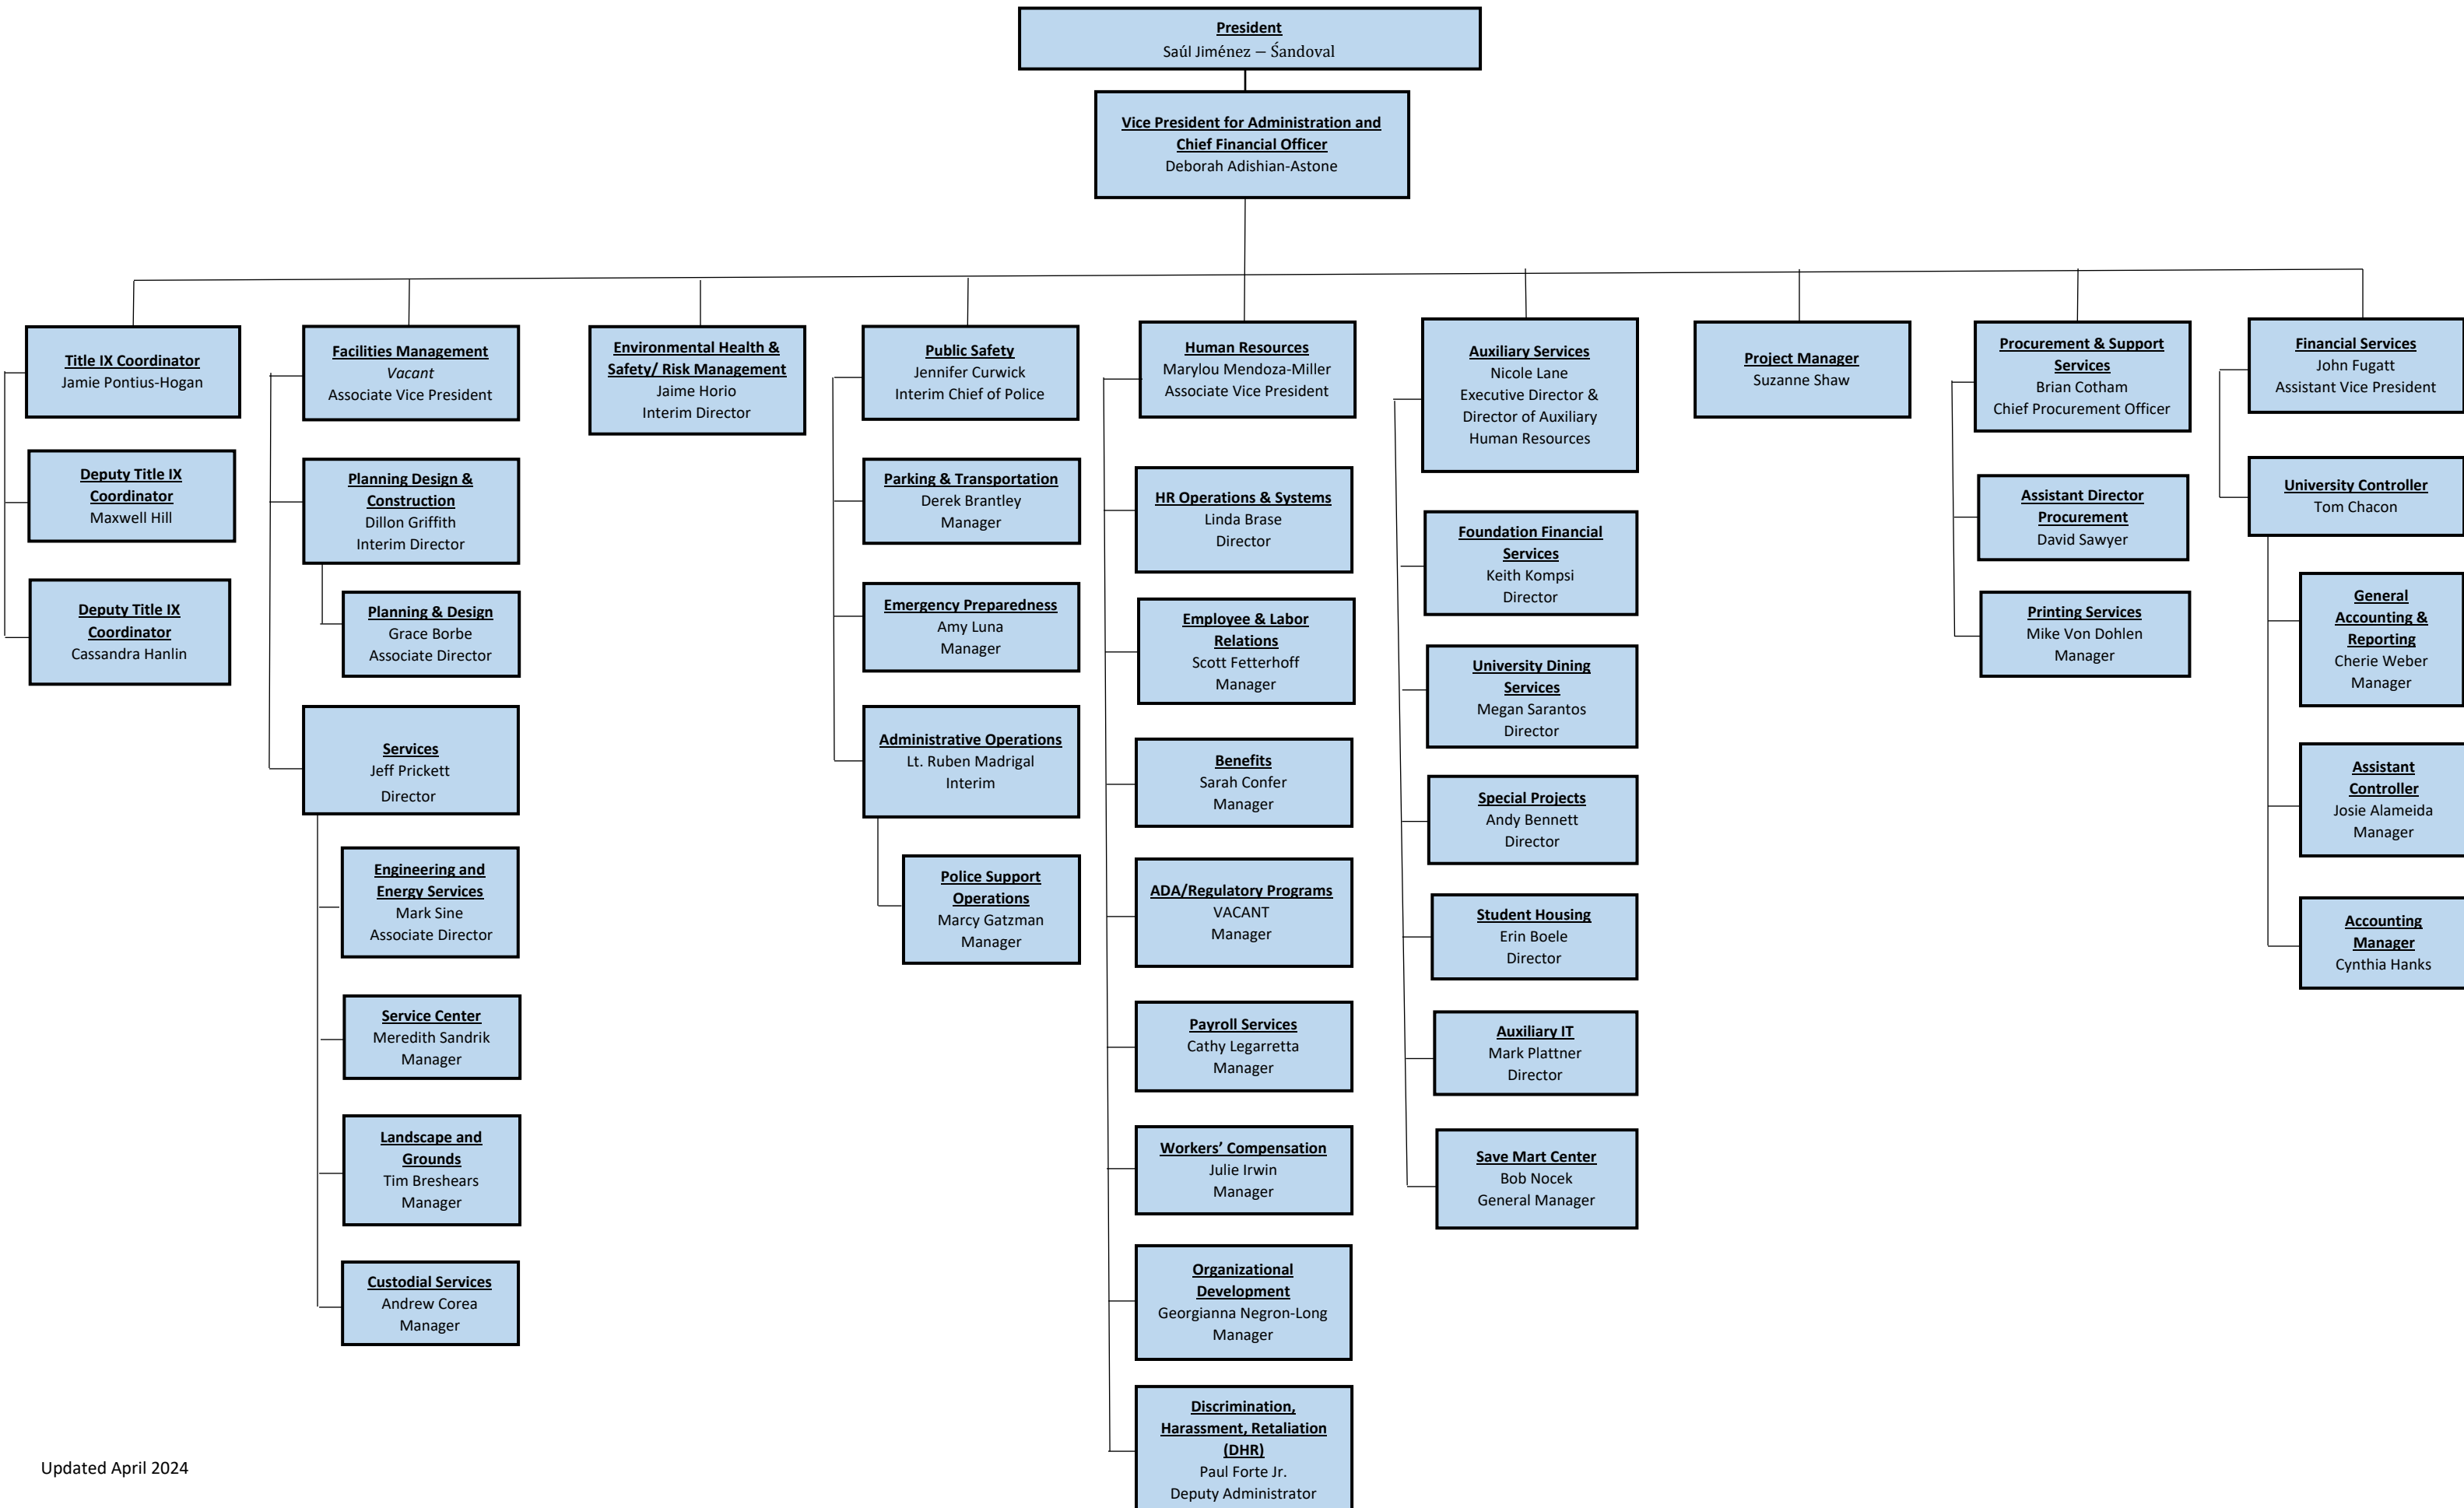 President
Saúl Jiménez – Śandoval
Vice President for Administration and
Chief Financial Officer
Deborah Adishian-Astone
Title IX Coordinator
Jamie Pontius-Hogan
Deputy Title IX
Coordinator
Maxwell Hill
Deputy Title IX
Coordinator
Cassandra Hanlin
Facilities Management
Vacant
Associate Vice President
Planning Design &
Construction
Dillon Griffith
Interim Director
Planning & Design
Grace Borbe
Associate Director
Services
Jeff Prickett
Director
Engineering and
Energy Services
Mark Sine
Associate Director
Service Center
Meredith Sandrik
Manager
Landscape and
Grounds
Tim Breshears
Manager
Custodial Services
Andrew Corea
Manager
Environmental Health &
Safety/ Risk Management
Jaime Horio
Interim Director
Public Safety
Jennifer Curwick
Interim Chief of Police
Parking & Transportation
Derek Brantley
Manager
Emergency Preparedness
Amy Luna
Manager
Administrative Operations
Lt. Ruben Madrigal
Interim
Police Support
Operations
Marcy Gatzman
Manager
Human Resources
Marylou Mendoza-Miller
Associate Vice President
HR Operations & Systems
Linda Brase
Director
Employee & Labor
Relations
Scott Fetterhoff
Manager
Benefits
Sarah Confer
Manager
ADA/Regulatory Programs
VACANT
Manager
Payroll Services
Cathy Legarretta
Manager
Workers’ Compensation
Julie Irwin
Manager
Organizational
Development
Georgianna Negron-Long
Manager
Discrimination,
Harassment, Retaliation
(DHR)
Paul Forte Jr.
Deputy Administrator
Auxiliary Services
Nicole Lane
Executive Director &
Director of Auxiliary
Human Resources
Foundation Financial
Services
Keith Kompsi
Director
University Dining
Services
Megan Sarantos
Director
Special Projects
Andy Bennett
Director
Student Housing
Erin Boele
Director
Auxiliary IT
Mark Plattner
Director
Save Mart Center
Bob Nocek
General Manager
Project Manager
Suzanne Shaw
Procurement & Support
Services
Brian Cotham
Chief Procurement Officer
Assistant Director
Procurement
David Sawyer
Printing Services
Mike Von Dohlen
Manager
Financial Services
John Fugatt
Assistant Vice President
University Controller
Tom Chacon
General
Accounting &
Reporting
Cherie Weber
Manager
Assistant
Controller
Josie Alameida
Manager
Accounting
Manager
Cynthia Hanks
Updated April 2024